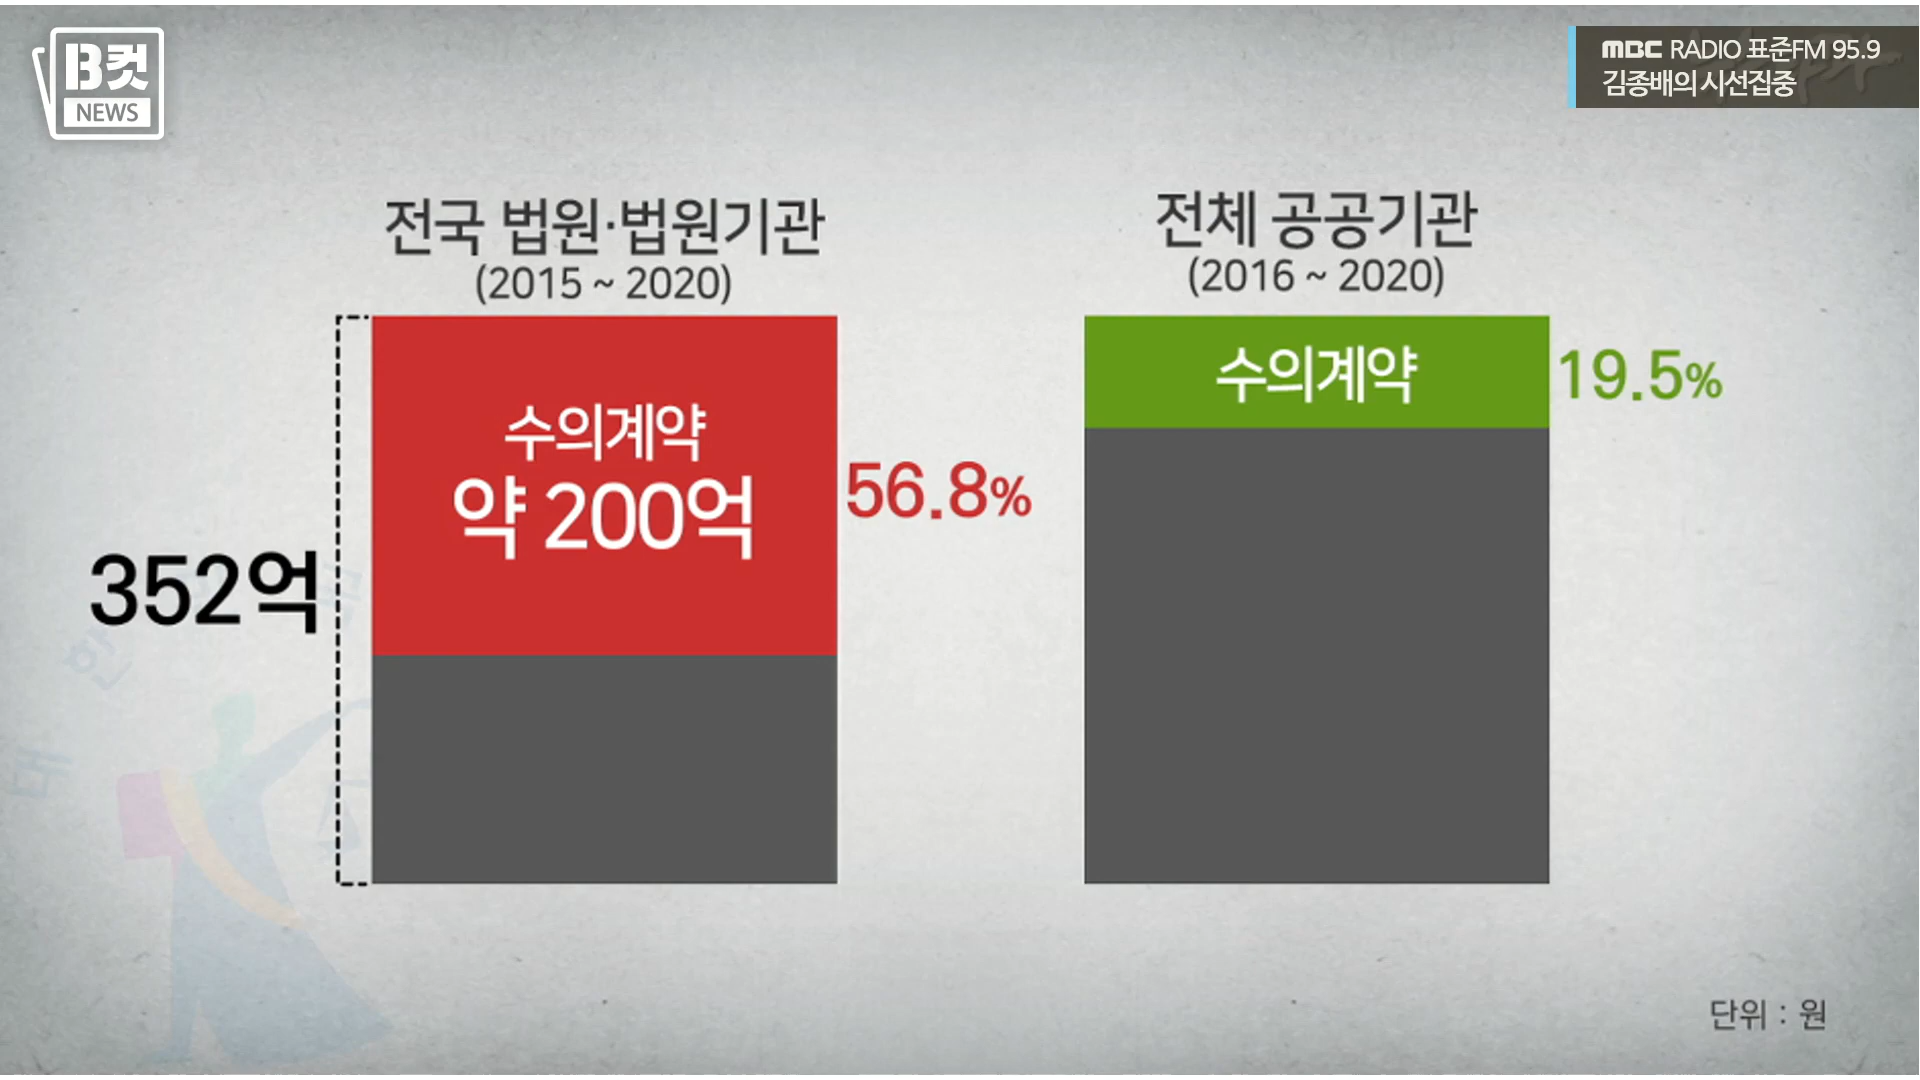 B컷
NEWS
MBC RADIO 표준FM 95.9
김종배의 시선집중
전국 법원·법원기관
(2015 ~ 2020)
전체 공공기관
(2016 ~ 2020)
수의계약
약 200억
56.8%
352억
수의계약
19.5%
대
한
단위 : 원